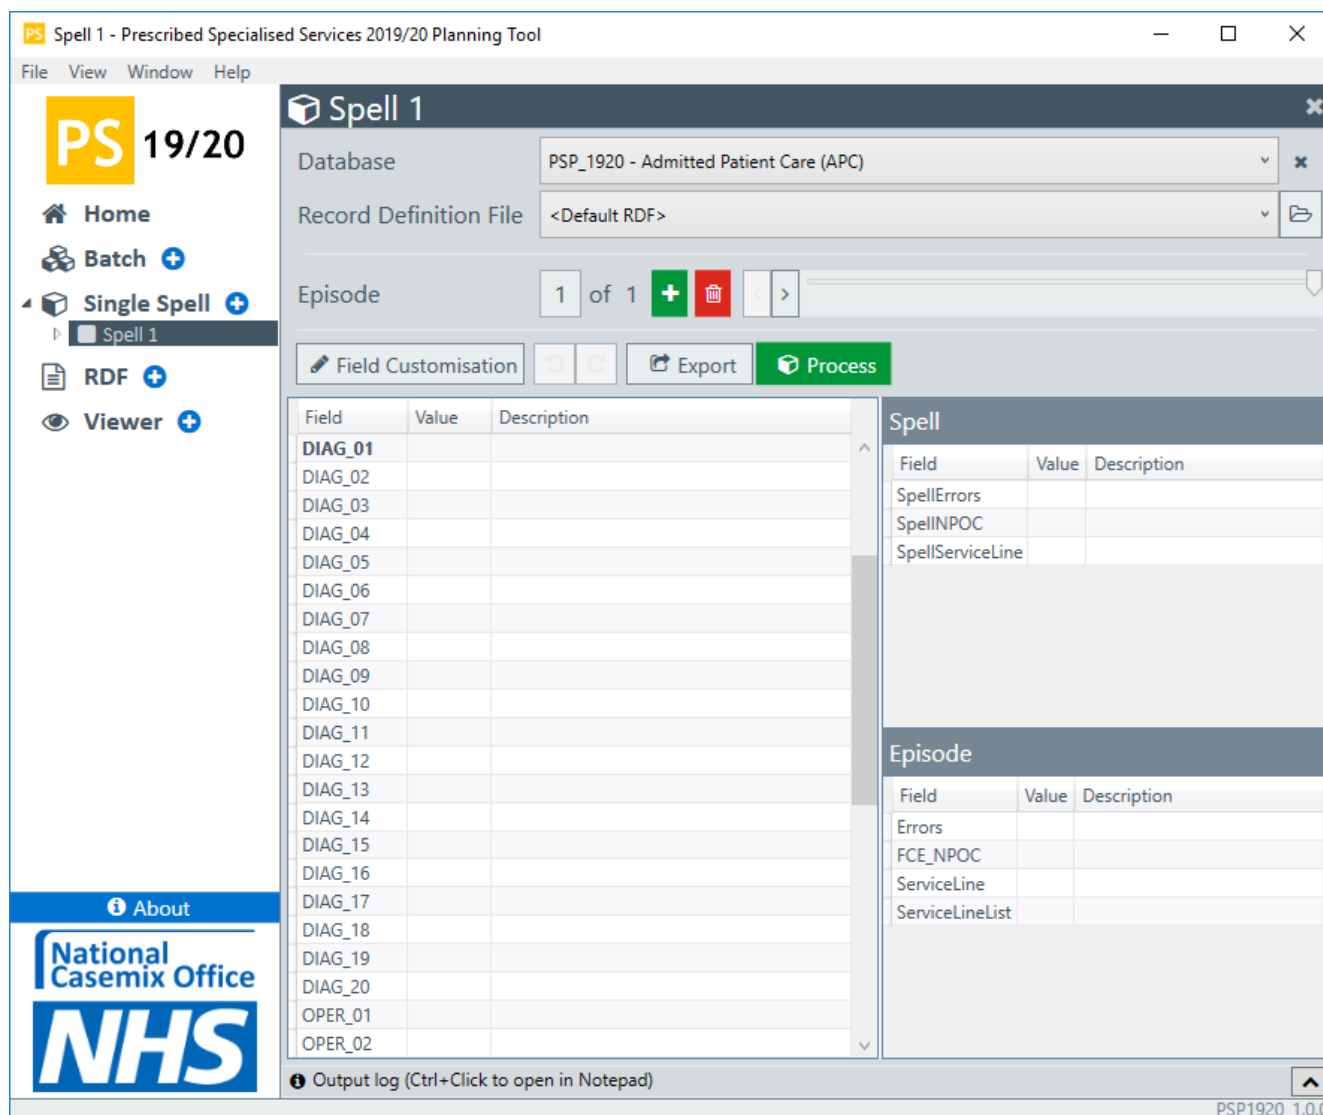 PS Spell 1 - Prescribed Specialised Services 2019/20 Planning Tool
File View Window Help
PS 19/20
Home
Batch
Single Spell
Spell 1
RDF
Viewer
About
National
Casemix Office
NHS
Spell 1
Database PSP_1920 - Admitted Patient Care (APC)
Record Definition File <Default RDF>
Episode 1 of 1
Field Customisation Export Process
Field Value Description
DIAG_01
DIAG_02
DIAG_03
DIAG_04
DIAG_05
DIAG_06
DIAG_07
DIAG_08
DIAG_09
DIAG_10
DIAG_11
DIAG_12
DIAG_13
DIAG_14
DIAG_15
DIAG_16
DIAG_17
DIAG_18
DIAG_19
DIAG_20
OPER_01
OPER_02
Spell
Field Value Description
SpellErrors
SpellNPOC
SpellServiceLine
Episode
Field Value Description
Errors
FCE_NPOC
ServiceLine
ServiceLineList
Output log (Ctrl+Click to open in Notepad)